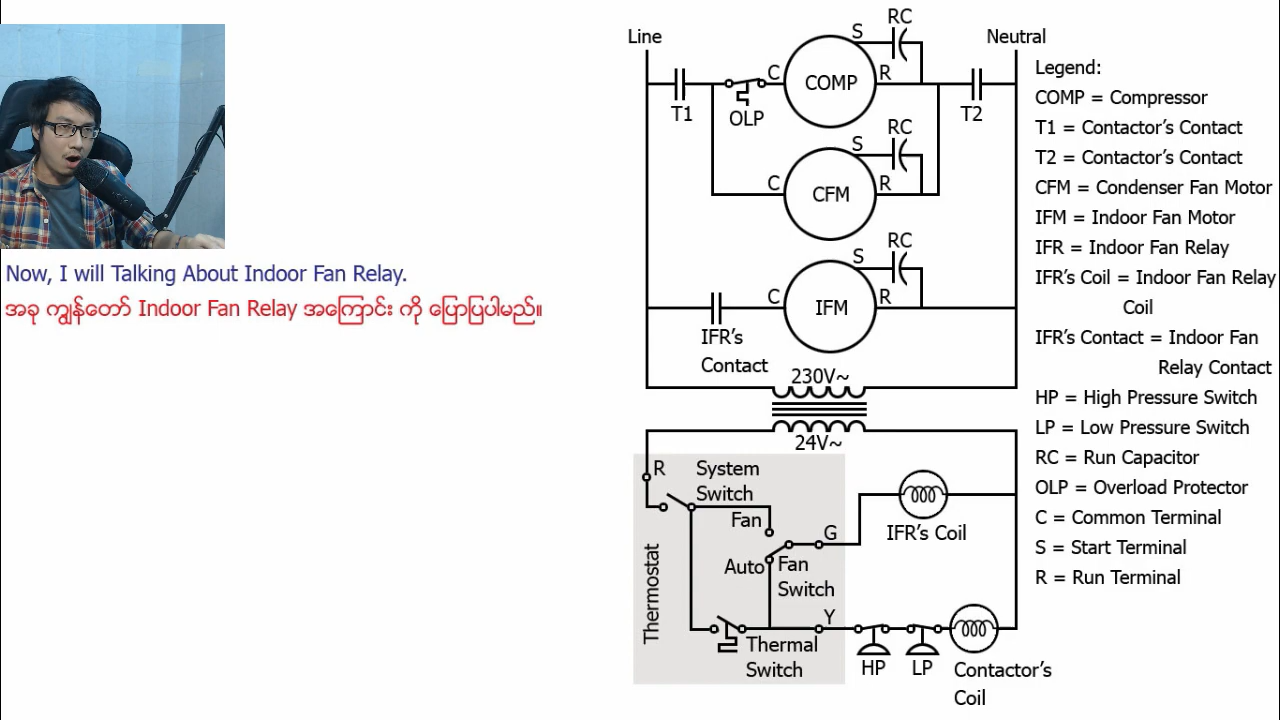 Now, I will Talking About Indoor Fan Relay.
အခု ကျွန်တော် Indoor Fan Relay အကြောင်း ကို ပြောပြပါမည်။
Line
Neutral
RC
S
C
COMP
R
T1
OLP
T2
RC
S
C
CFM
R
RC
S
C
IFM
R
IFR's
Contact
230V~
24V~
R
System
Switch
Fan
G
IFR's Coil
Auto
Fan
Switch
Thermostat
Y
Thermal
Switch
HP
LP
Contactor's
Coil
Legend:
COMP = Compressor
T1 = Contactor's Contact
T2 = Contactor's Contact
CFM = Condenser Fan Motor
IFM = Indoor Fan Motor
IFR = Indoor Fan Relay
IFR's Coil = Indoor Fan Relay
Coil
IFR's Contact = Indoor Fan
Relay Contact
HP = High Pressure Switch
LP = Low Pressure Switch
RC = Run Capacitor
OLP = Overload Protector
C = Common Terminal
S = Start Terminal
R = Run Terminal